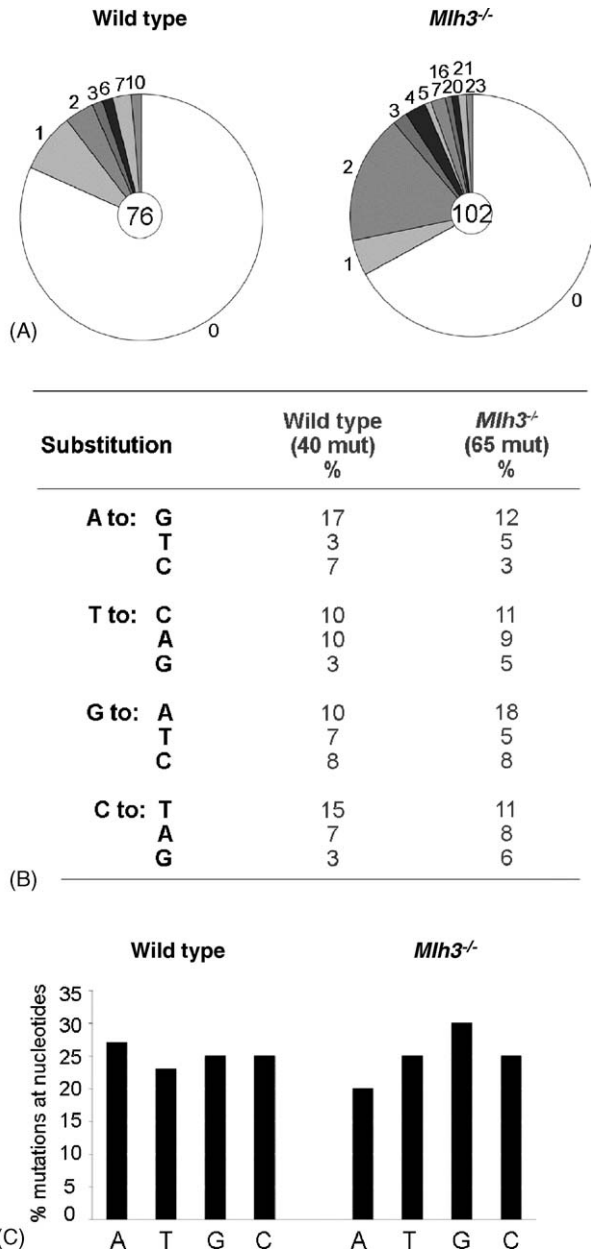 Wild type Mlh3-/-
2 3 6 7 10
1
76
0
16 21
4 5 7 20 23
3
2
102
1
0
(A)
Wild type Mlh3-/-
Substitution (40 mut) (65 mut)
% %
A to: G 17 12
T 3 5
C 7 3
T to: C 10 11
A 10 9
G 3 5
G to: A 10 18
T 7 5
C 8 8
C to: T 15 11
A 7 8
G 3 6
(B)
Wild type Mlh3-/-
% mutations at nucleotides
35
30
25
20
15
10
5
0
A T G C A T G C
(C)